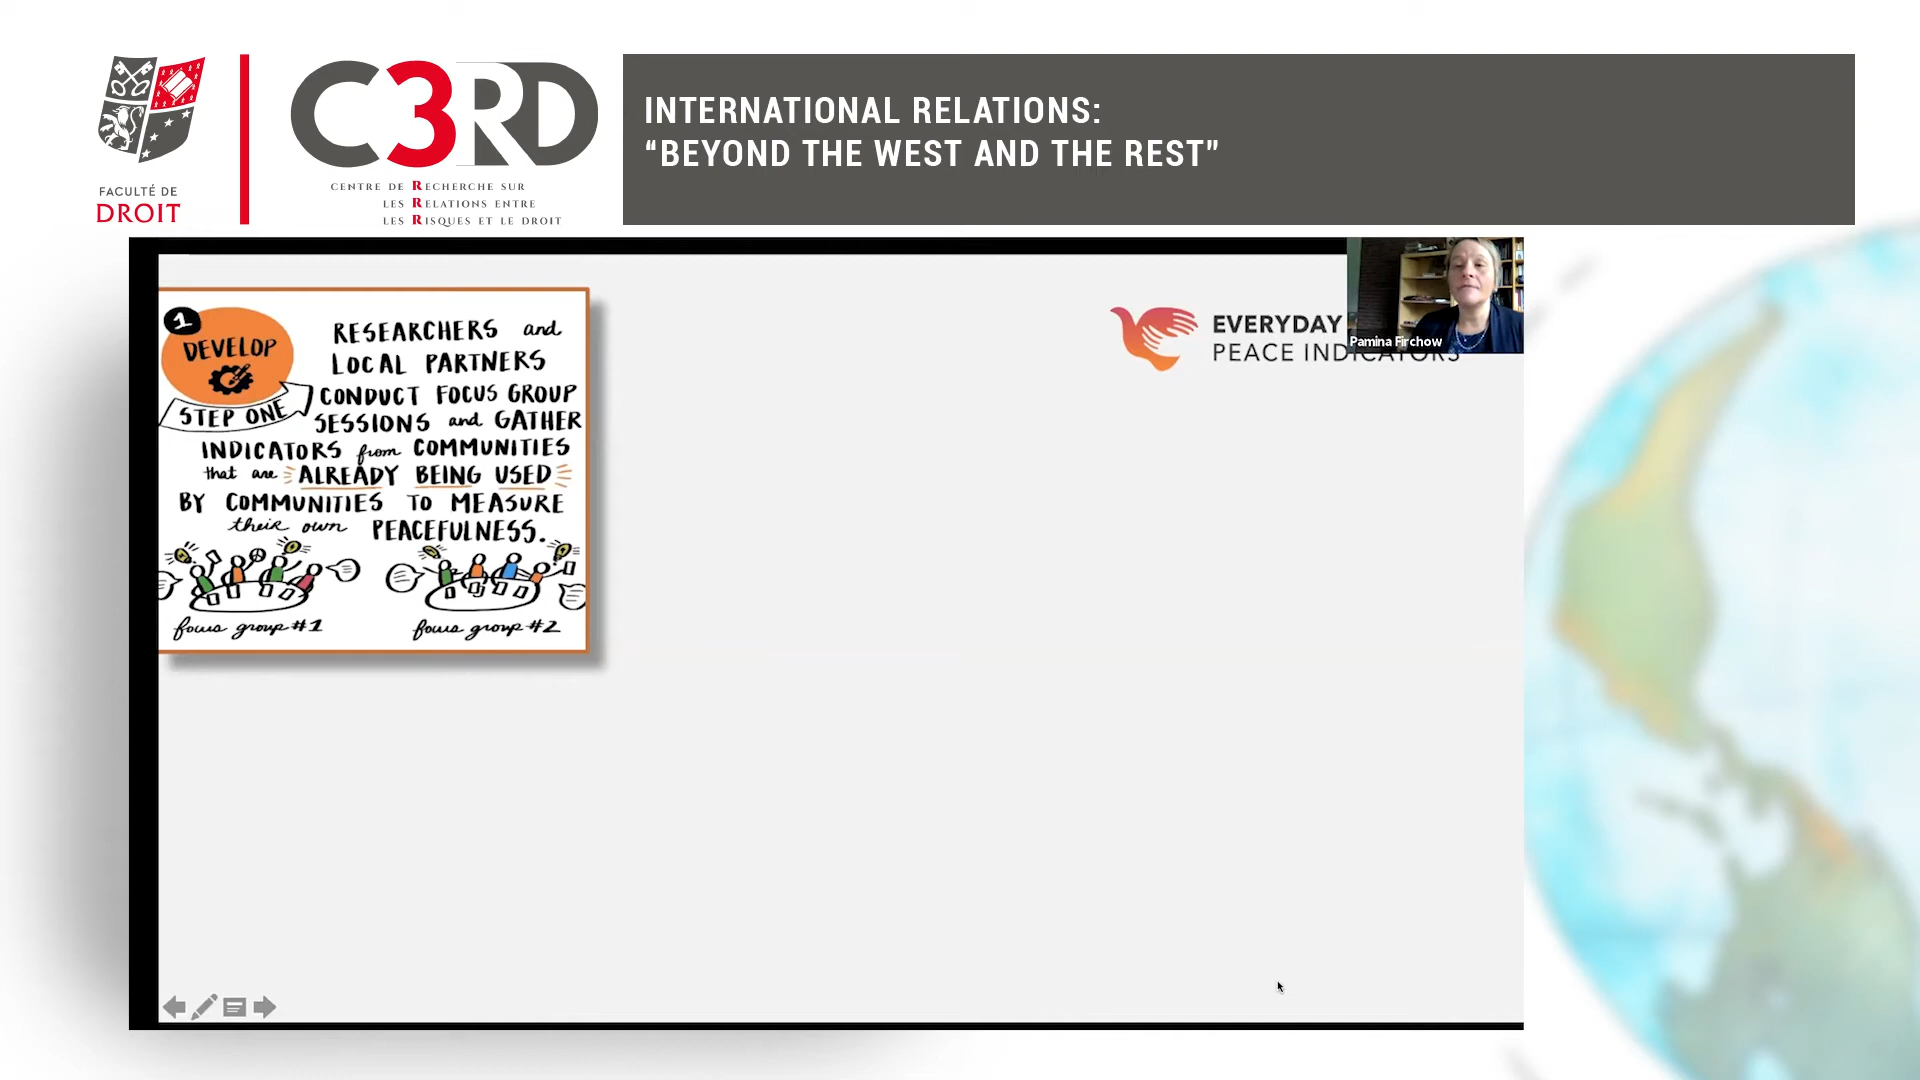 FACULTÉ DE
DROIT
C3RD
CENTRE DE RECHERCHE SUR
LES RELATIONS ENTRE
LES RISQUES ET LE DROIT
INTERNATIONAL RELATIONS:
“BEYOND THE WEST AND THE REST”
1
DEVELOP
STEP ONE
RESEARCHERS and
LOCAL PARTNERS
CONDUCT FOCUS GROUP
SESSIONS and GATHER
INDICATORS from COMMUNITIES
that are ALREADY BEING USED
BY COMMUNITIES TO MEASURE
their own PEACEFULNESS.
focus group #1
focus group #2
EVERYDAY
PEACE INDICATORS
Pamina Firchow